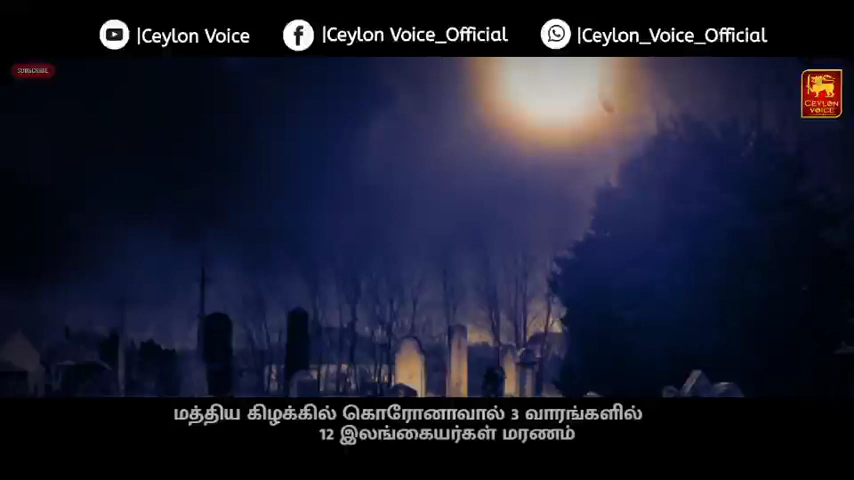 |Ceylon Voice |Ceylon Voice_Official |Ceylon_Voice_Official
SUBSCRIBE
CEYLON
VOICE
மத்திய கிழக்கில் கொரோனாவால் 3 வாரங்களில்
12 இலங்கையர்கள் மரணம்